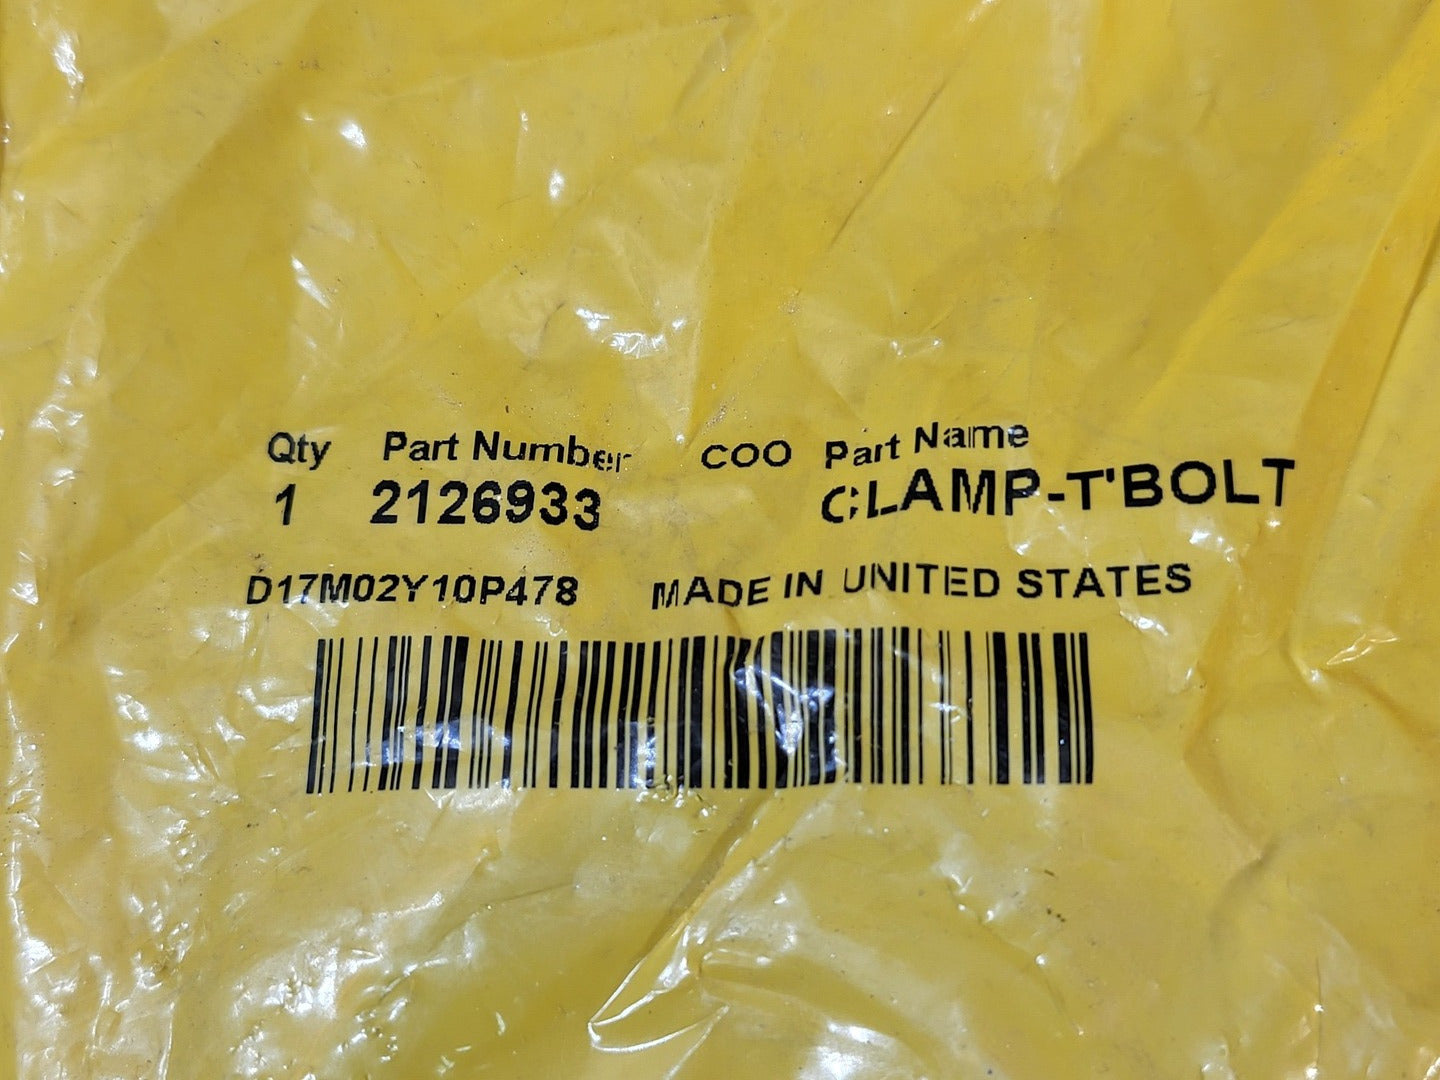 Qty Part Number COO Part Name
1 2126933 CLAMP-T'BOLT
D17M02Y10P478 MADE IN UNITED STATES